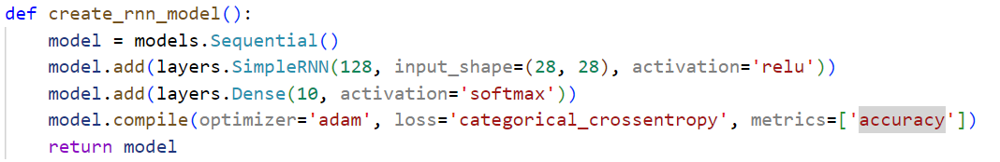 def create_rnn_model():
    model = models.Sequential()
    model.add(layers.SimpleRNN(128, input_shape=(28, 28), activation='relu'))
    model.add(layers.Dense(10, activation='softmax'))
    model.compile(optimizer='adam', loss='categorical_crossentropy', metrics=['accuracy'])
    return model